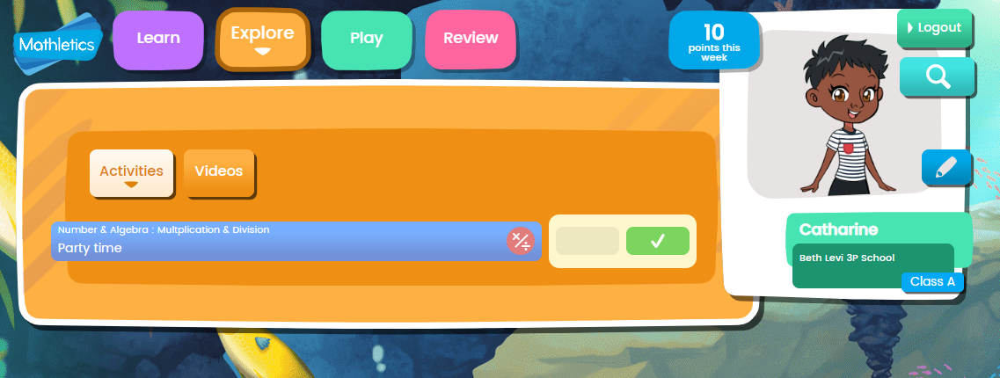 Mathletics
Learn
Explore
Play
Review
10
points this
week
Logout
Activities
Videos
Number & Algebra : Multplication & Division
Party time
Catharine
Beth Levi 3P School
Class A